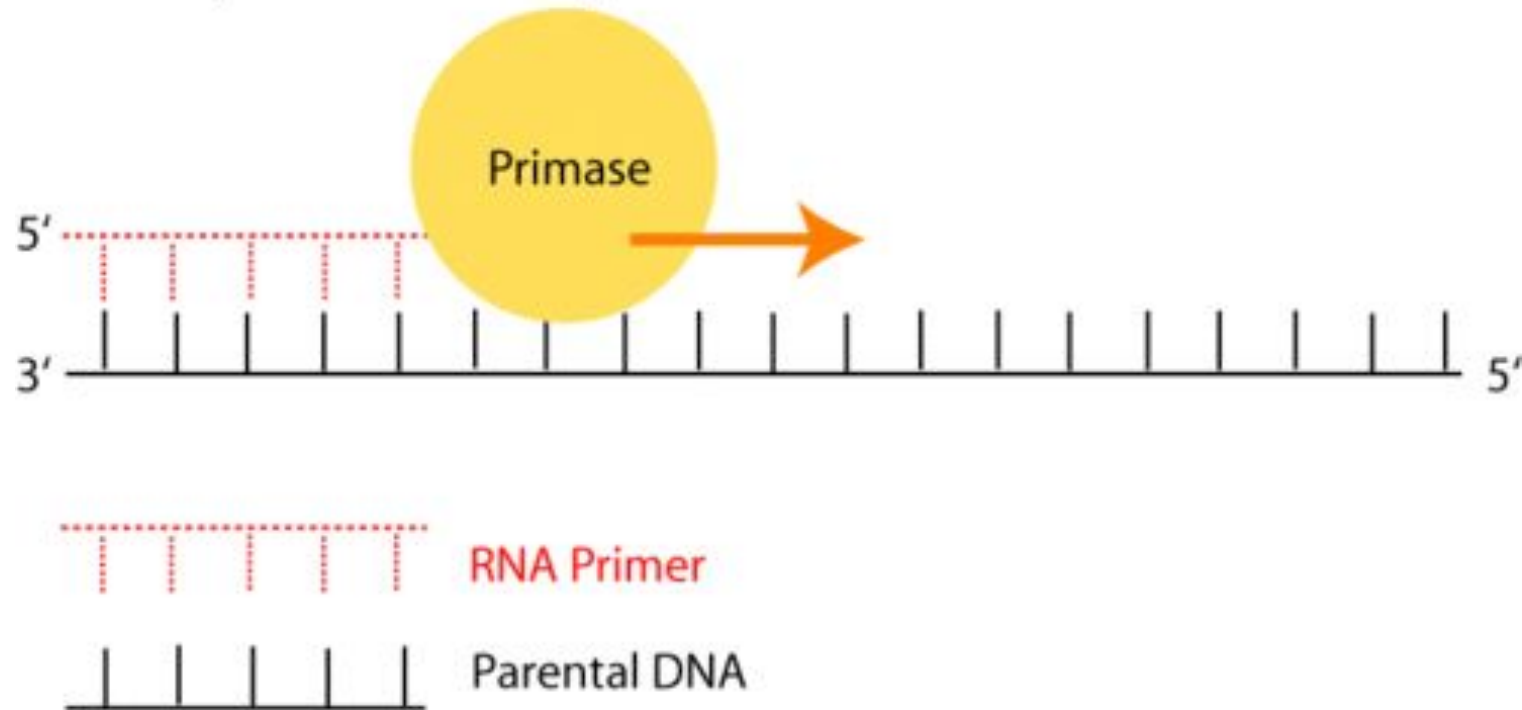 Primase
5'
3'
5'
RNA Primer
Parental DNA